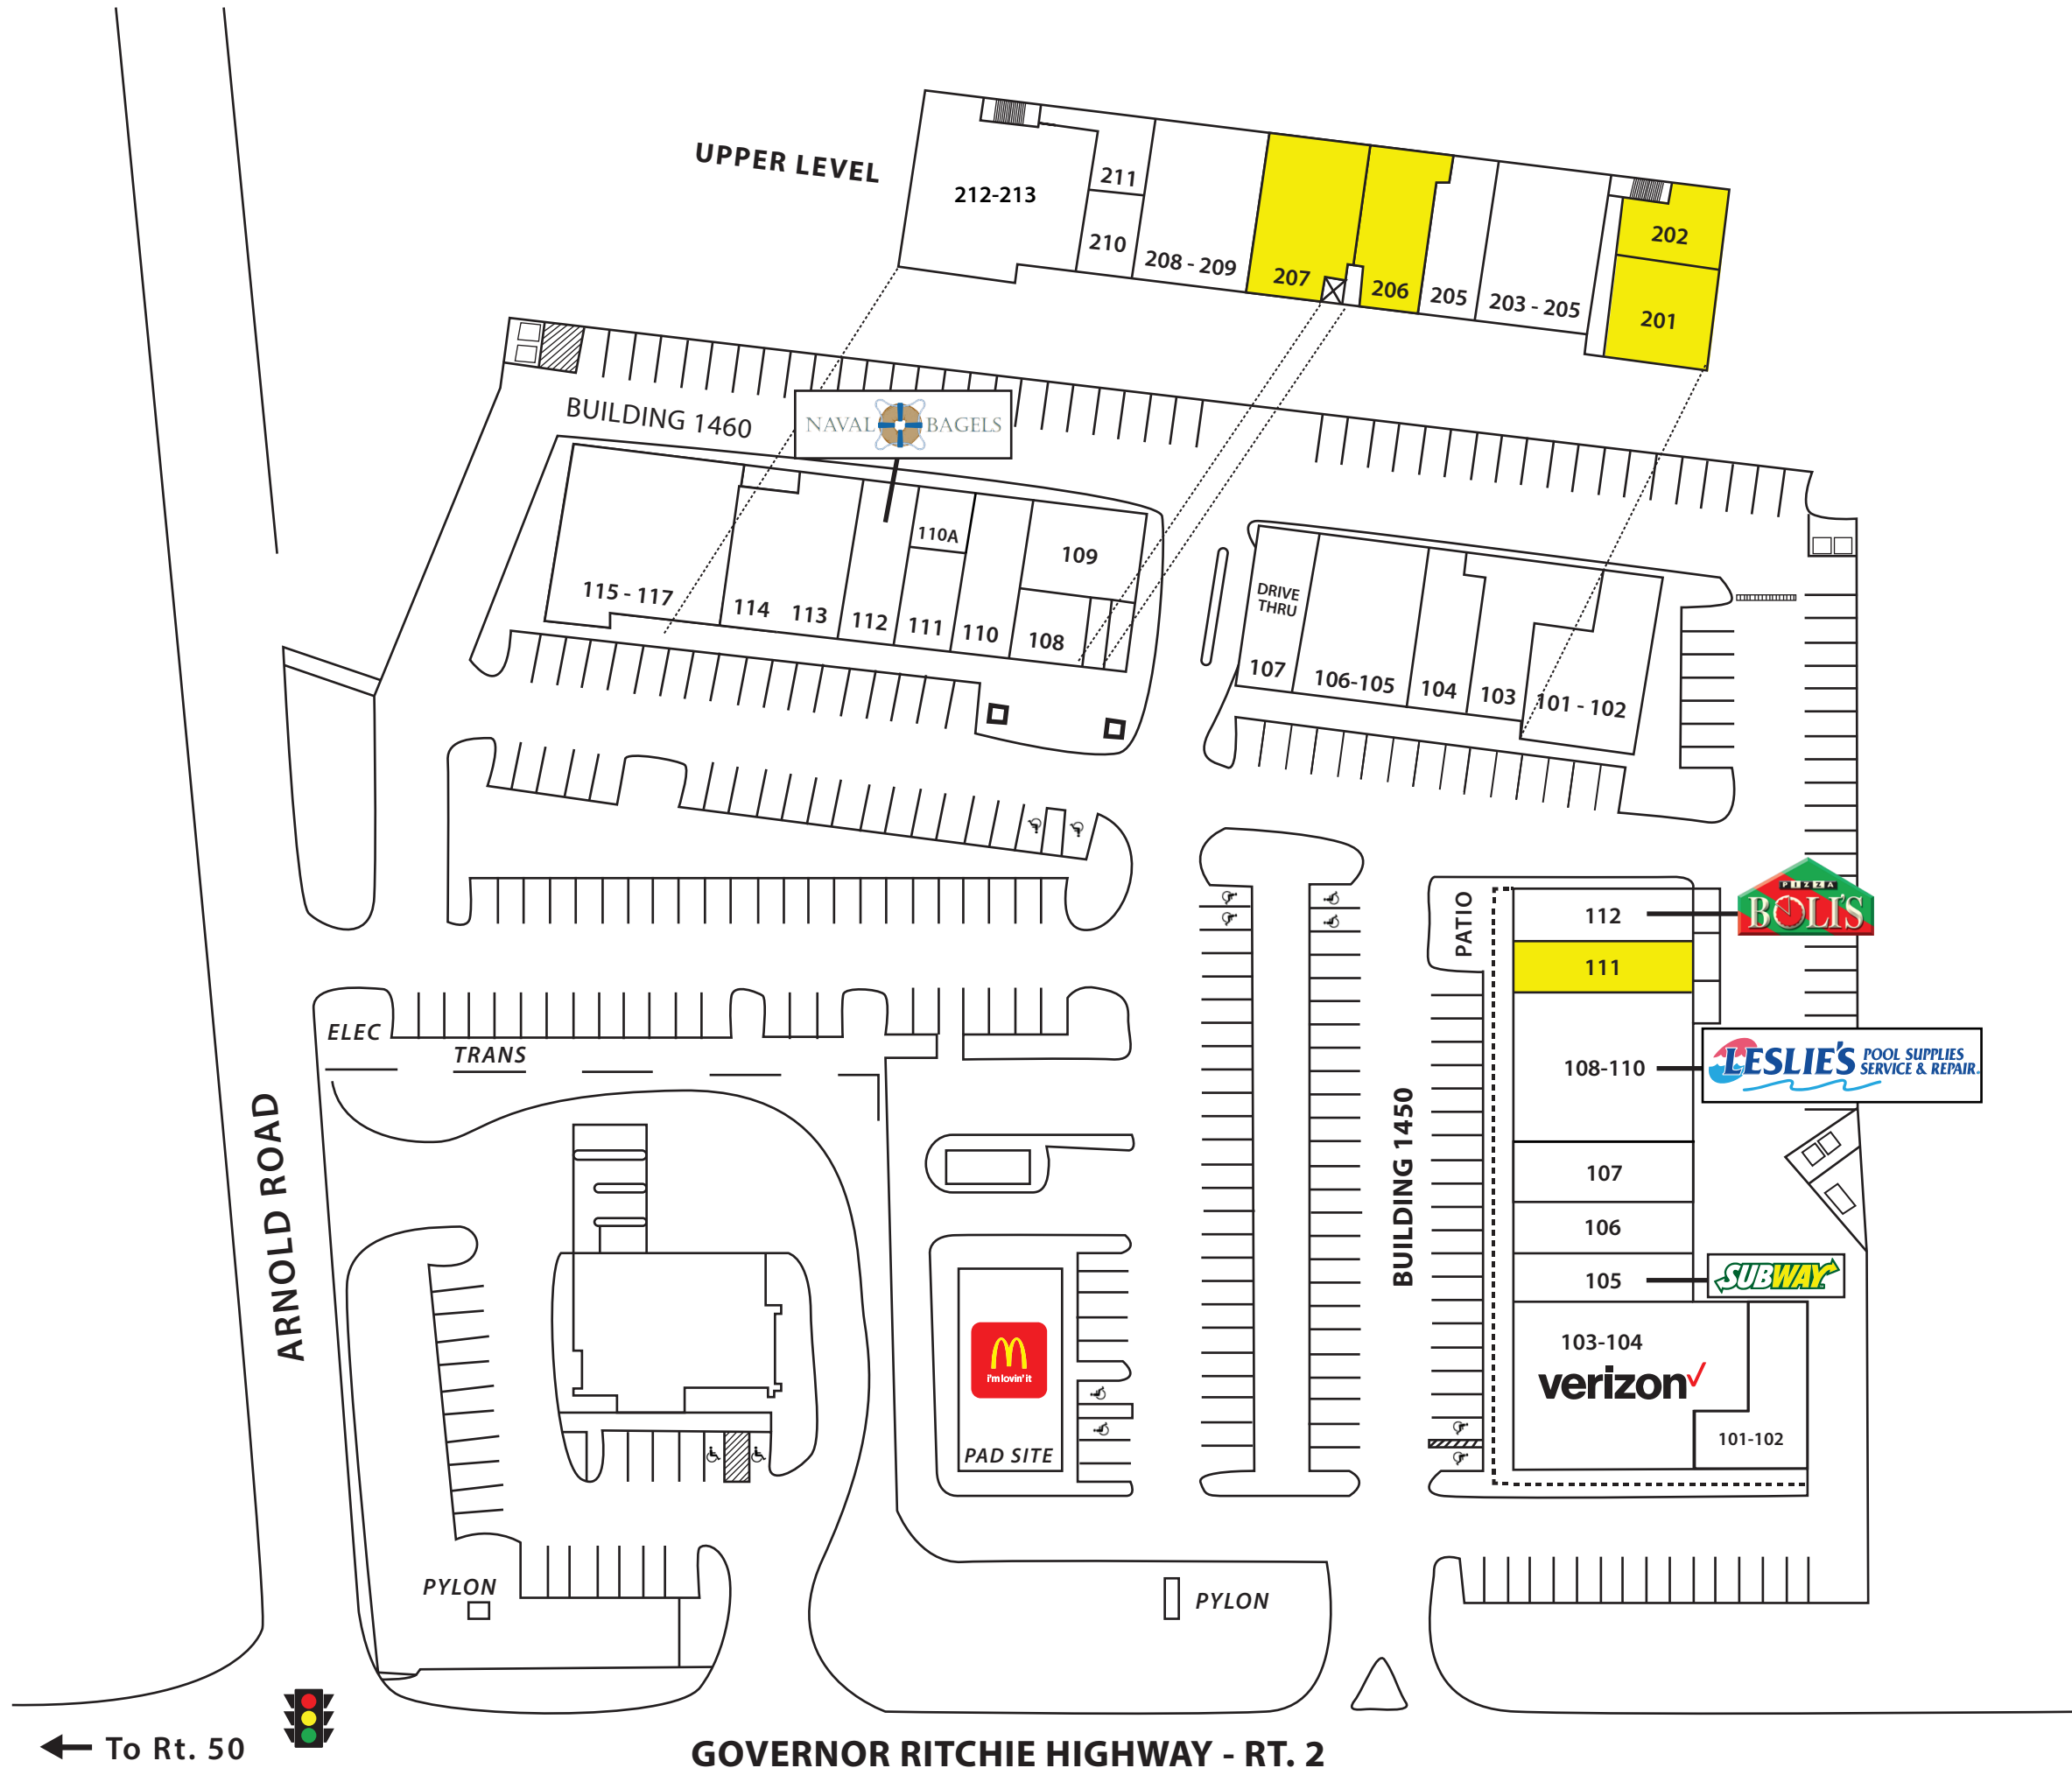 UPPER LEVEL
212-213
211
210
208 - 209
207
206
205
203 - 205
202
201
BUILDING 1460
NAVAL BAGELS
115 - 117
114
113
112
110A
111
110
109
108
DRIVE
THRU
107
106-105
104
103
101 - 102
PATIO
112
PIZZA
BOLI'S
111
108-110
LESLIE'S
POOL SUPPLIES
SERVICE & REPAIR
107
106
105
SUBWAY
103-104
verizon
101-102
BUILDING 1450
ELEC
TRANS
ARNOLD ROAD
i'm lovin' it
PAD SITE
PYLON
PYLON
To Rt. 50
GOVERNOR RITCHIE HIGHWAY - RT. 2